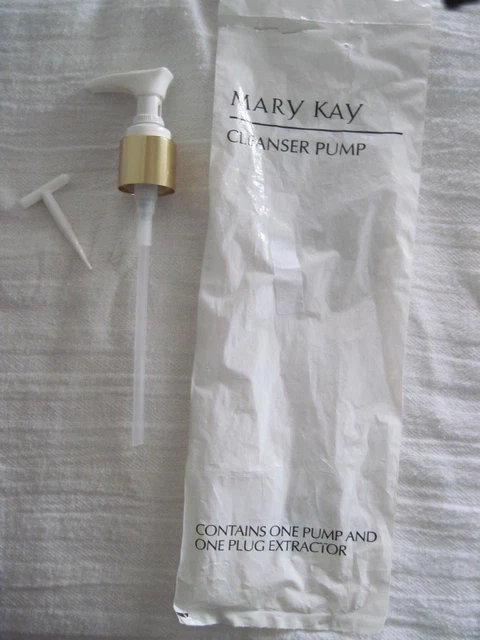 MARY KAY
CLEANSER PUMP
CONTAINS ONE PUMP AND
ONE PLUG EXTRACTOR